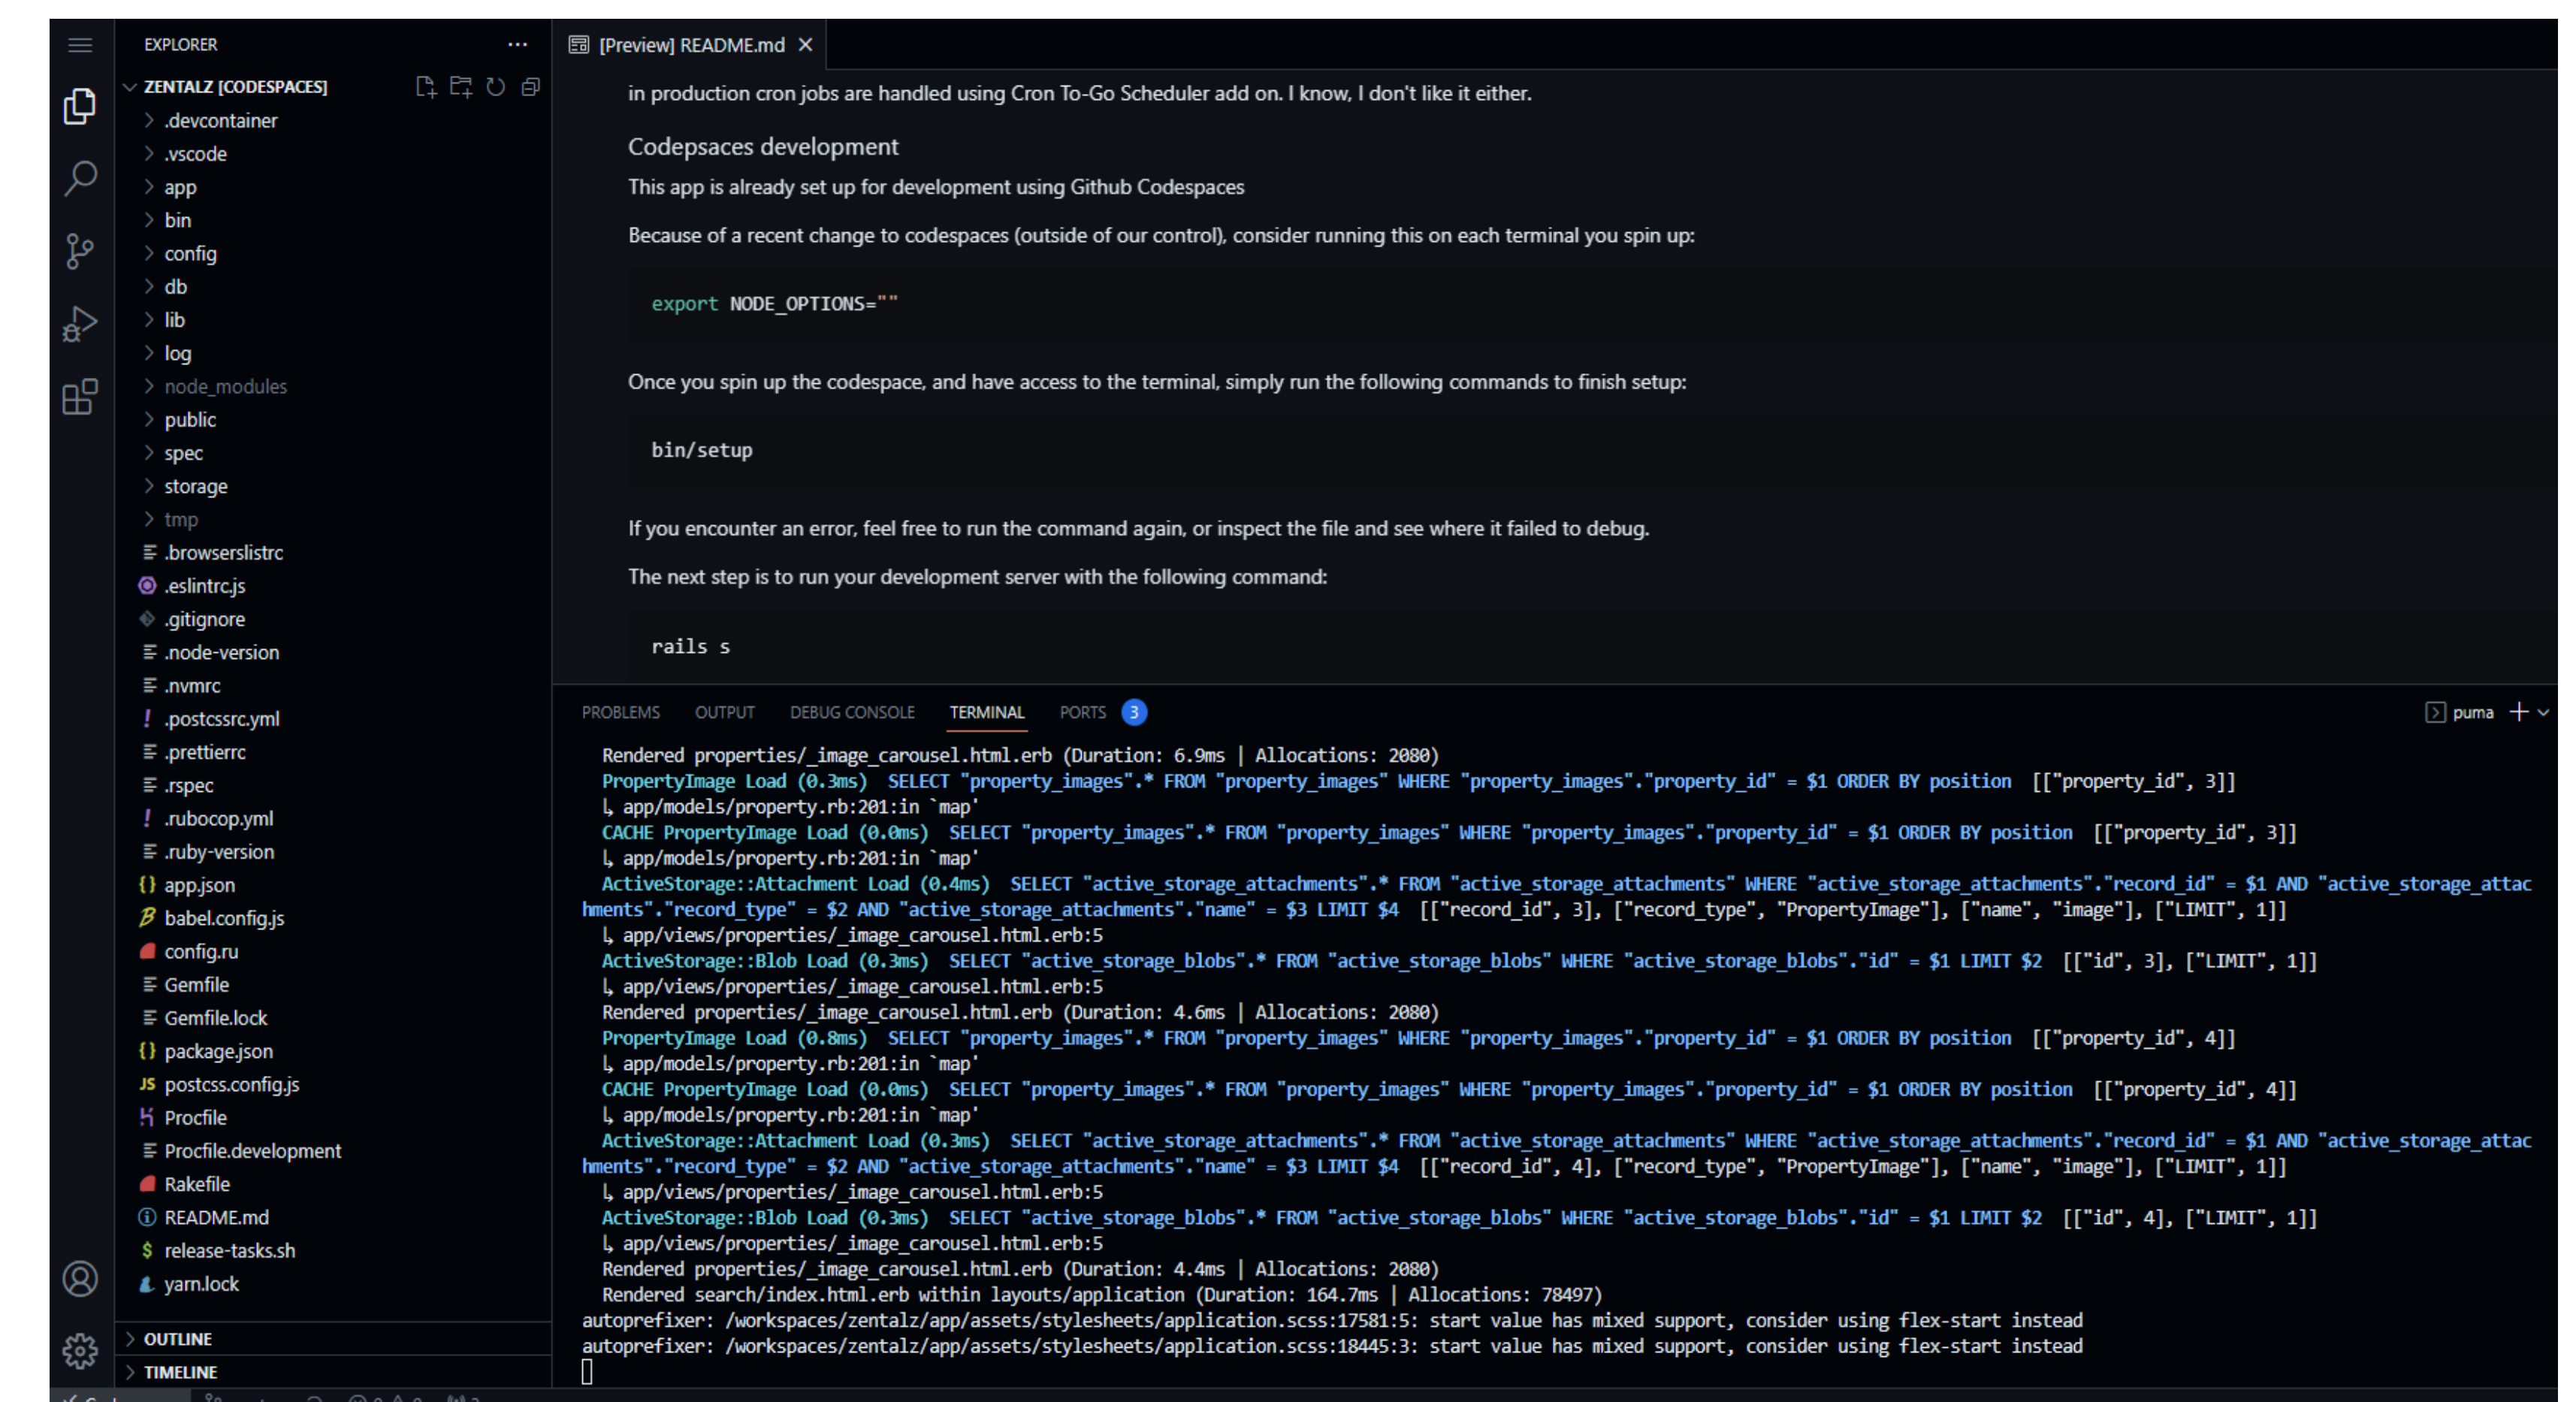 EXPLORER
ZENTALZ [CODESPACES]
.devcontainer
.vscode
app
bin
config
db
lib
log
node_modules
public
spec
storage
tmp
.browserslistrc
.eslintrc.js
.gitignore
.node-version
.nvmrc
.postcssrc.yml
.prettierrc
.rspec
.rubocop.yml
.ruby-version
app.json
babel.config.js
config.ru
Gemfile
Gemfile.lock
package.json
JS postcss.config.js
Procfile
Procfile.development
Rakefile
README.md
$ release-tasks.sh
yarn.lock
OUTLINE
TIMELINE
[Preview] README.md
in production cron jobs are handled using Cron To-Go Scheduler add on. I know, I don't like it either.
Codepsaces development
This app is already set up for development using Github Codespaces
Because of a recent change to codespaces (outside of our control), consider running this on each terminal you spin up:
export NODE_OPTIONS=""
Once you spin up the codespace, and have access to the terminal, simply run the following commands to finish setup:
bin/setup
If you encounter an error, feel free to run the command again, or inspect the file and see where it failed to debug.
The next step is to run your development server with the following command:
rails s
PROBLEMS OUTPUT DEBUG CONSOLE TERMINAL PORTS 3 puma
Rendered properties/_image_carousel.html.erb (Duration: 6.9ms | Allocations: 2080)
PropertyImage Load (0.3ms) SELECT "property_images".* FROM "property_images" WHERE "property_images"."property_id" = $1 ORDER BY position [["property_id", 3]]
↳ app/models/property.rb:201:in `map'
CACHE PropertyImage Load (0.0ms) SELECT "property_images".* FROM "property_images" WHERE "property_images"."property_id" = $1 ORDER BY position [["property_id", 3]]
↳ app/models/property.rb:201:in `map'
ActiveStorage::Attachment Load (0.4ms) SELECT "active_storage_attachments".* FROM "active_storage_attachments" WHERE "active_storage_attachments"."record_id" = $1 AND "active_storage_attac
hments"."record_type" = $2 AND "active_storage_attachments"."name" = $3 LIMIT $4 [["record_id", 3], ["record_type", "PropertyImage"], ["name", "image"], ["LIMIT", 1]]
↳ app/views/properties/_image_carousel.html.erb:5
ActiveStorage::Blob Load (0.3ms) SELECT "active_storage_blobs".* FROM "active_storage_blobs" WHERE "active_storage_blobs"."id" = $1 LIMIT $2 [["id", 3], ["LIMIT", 1]]
↳ app/views/properties/_image_carousel.html.erb:5
Rendered properties/_image_carousel.html.erb (Duration: 4.6ms | Allocations: 2080)
PropertyImage Load (0.8ms) SELECT "property_images".* FROM "property_images" WHERE "property_images"."property_id" = $1 ORDER BY position [["property_id", 4]]
↳ app/models/property.rb:201:in `map'
CACHE PropertyImage Load (0.0ms) SELECT "property_images".* FROM "property_images" WHERE "property_images"."property_id" = $1 ORDER BY position [["property_id", 4]]
↳ app/models/property.rb:201:in `map'
ActiveStorage::Attachment Load (0.3ms) SELECT "active_storage_attachments".* FROM "active_storage_attachments" WHERE "active_storage_attachments"."record_id" = $1 AND "active_storage_attac
hments"."record_type" = $2 AND "active_storage_attachments"."name" = $3 LIMIT $4 [["record_id", 4], ["record_type", "PropertyImage"], ["name", "image"], ["LIMIT", 1]]
↳ app/views/properties/_image_carousel.html.erb:5
ActiveStorage::Blob Load (0.3ms) SELECT "active_storage_blobs".* FROM "active_storage_blobs" WHERE "active_storage_blobs"."id" = $1 LIMIT $2 [["id", 4], ["LIMIT", 1]]
↳ app/views/properties/_image_carousel.html.erb:5
Rendered properties/_image_carousel.html.erb (Duration: 4.4ms | Allocations: 2080)
Rendered search/index.html.erb within layouts/application (Duration: 164.7ms | Allocations: 78497)
autoprefixer: /workspaces/zentalz/app/assets/stylesheets/application.scss:17581:5: start value has mixed support, consider using flex-start instead
autoprefixer: /workspaces/zentalz/app/assets/stylesheets/application.scss:18445:3: start value has mixed support, consider using flex-start instead